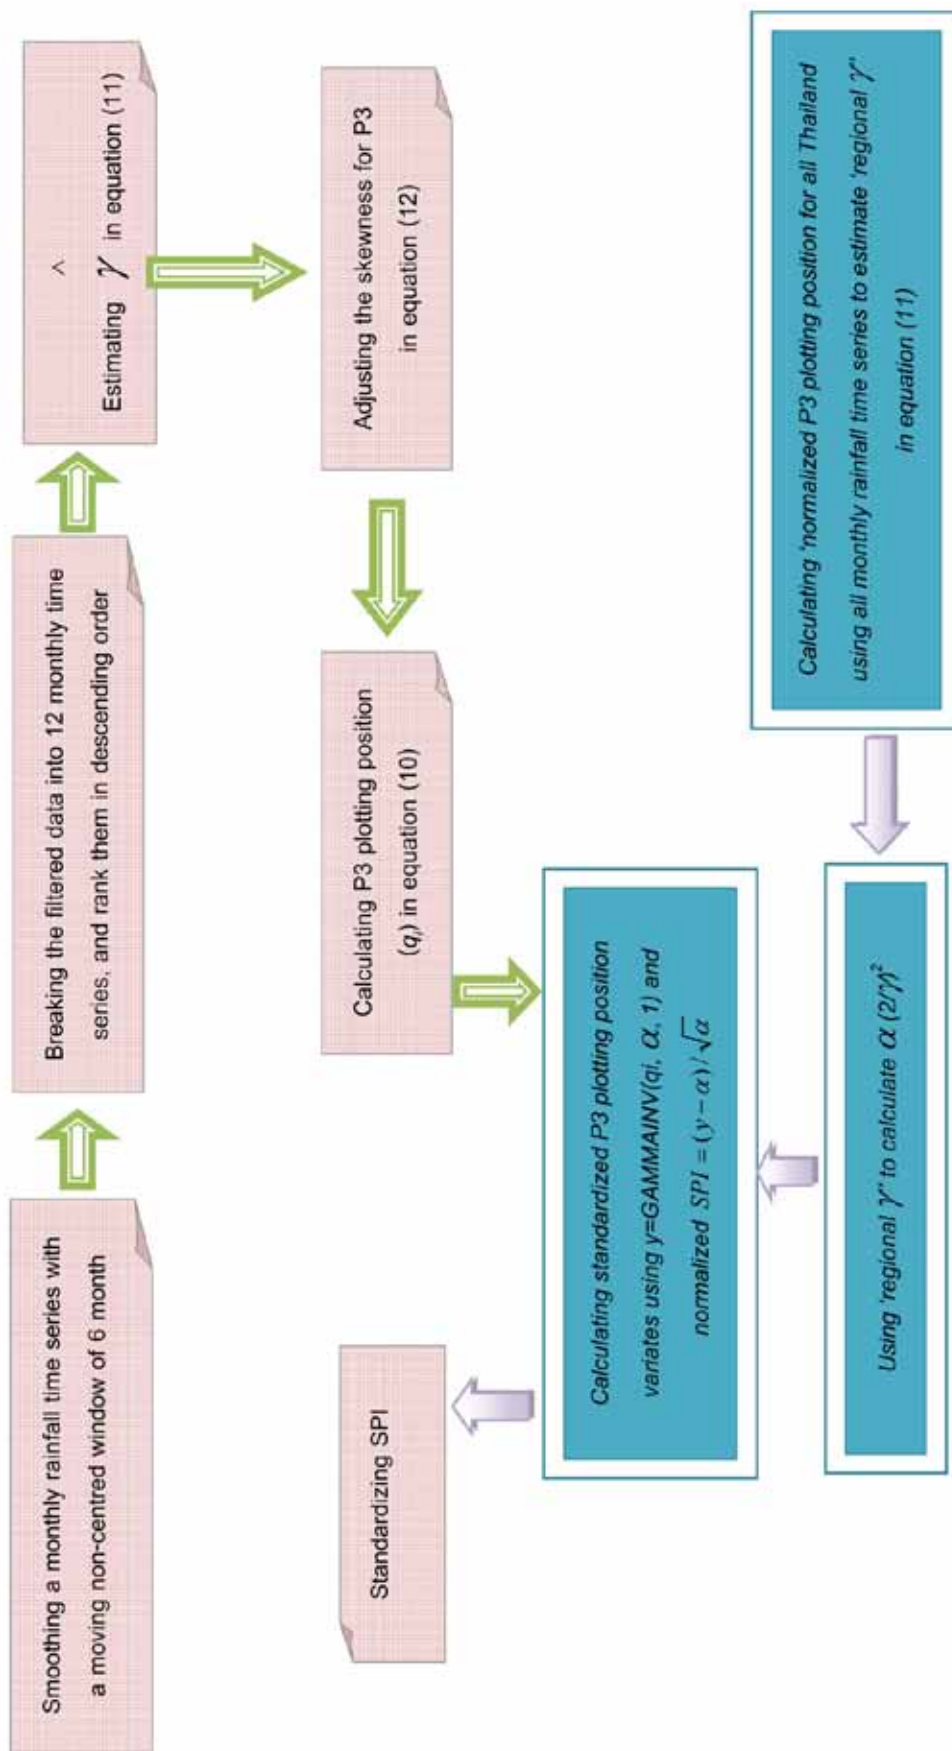 Smoothing a monthly rainfall time series with
a moving non-centred window of 6 month
Breaking the filtered data into 12 monthly time
series, and rank them in descending order
^
Estimating γ in equation (11)
Adjusting the skewness for P3
in equation (12)
Calculating P3 plotting position
(qi) in equation (10)
Calculating standardized P3 plotting position
variates using y=GAMMAINV(qi, α, 1) and
normalized SPI = (y − α) / √α
Standardizing SPI
Calculating 'normalized P3 plotting position for all Thailand
using all monthly rainfall time series to estimate 'regional γ'
in equation (11)
Using 'regional γ' to calculate α (2/γ)²